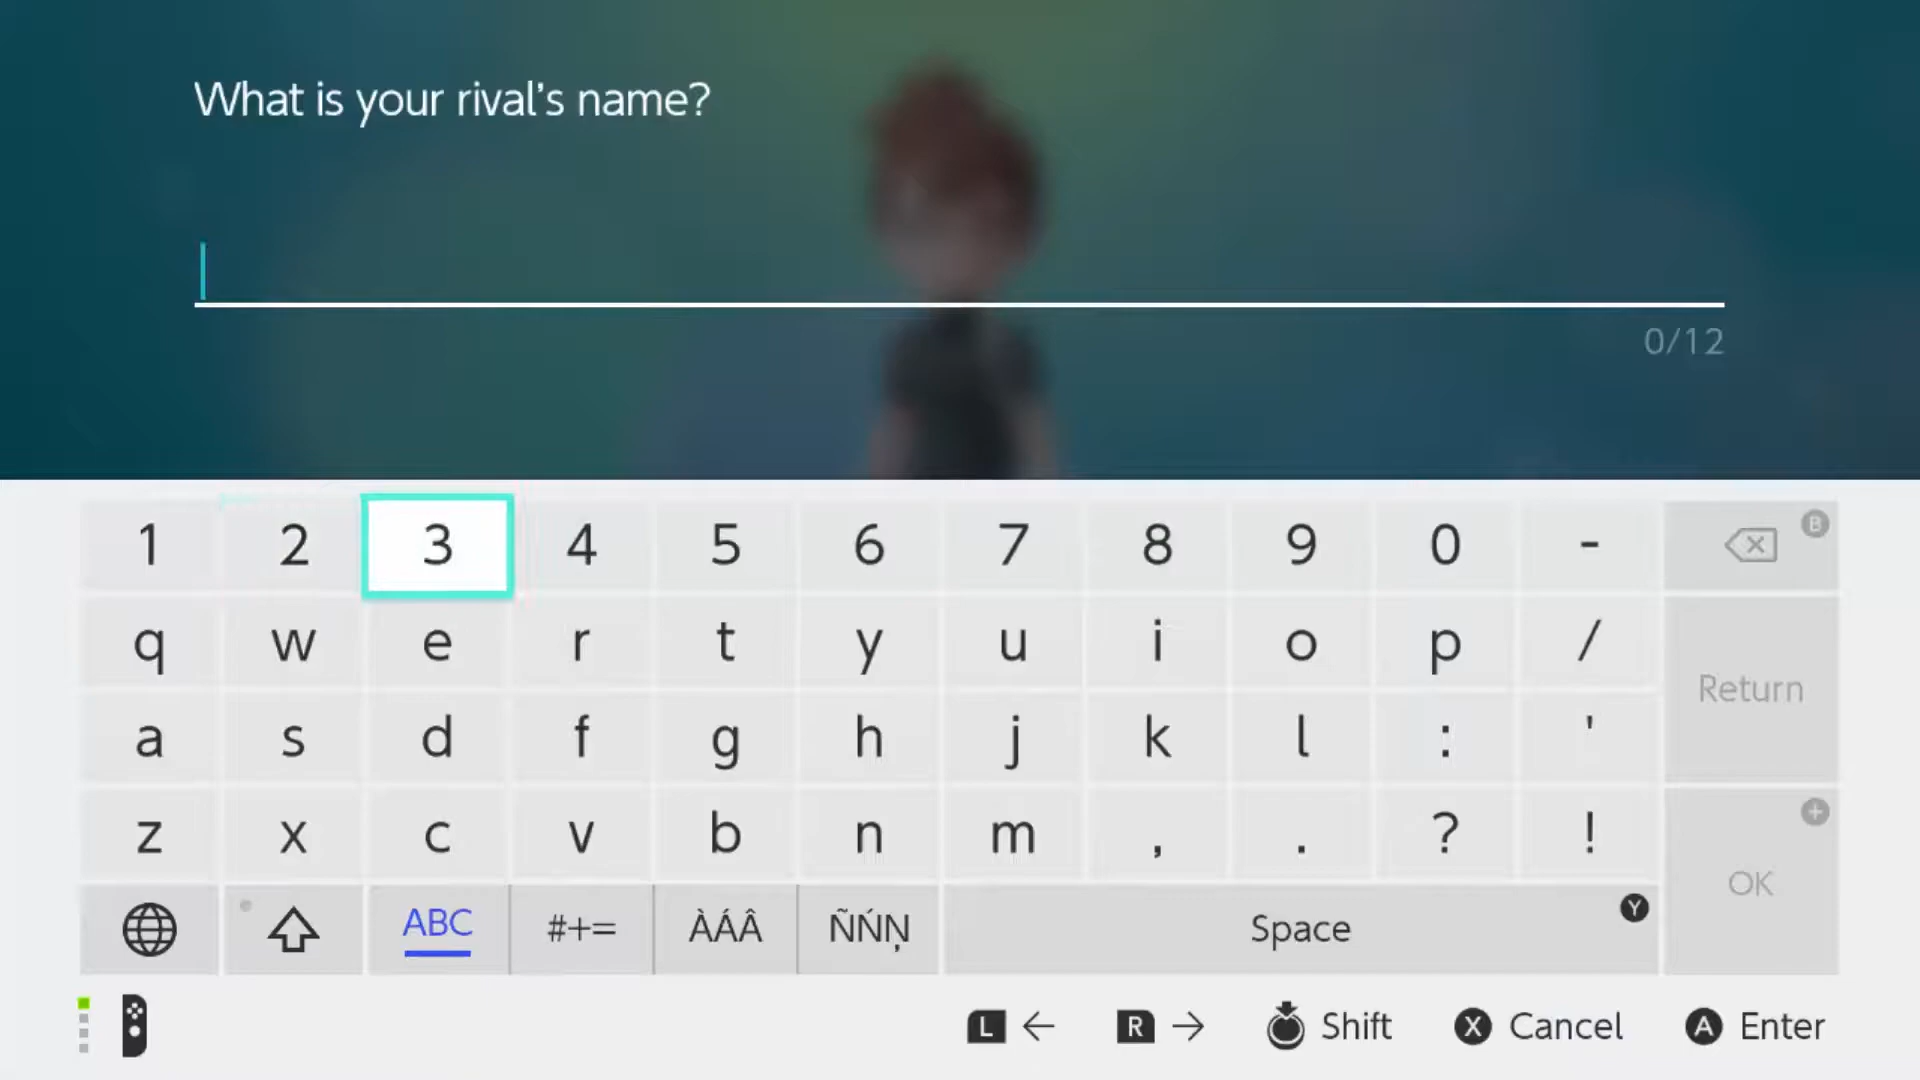 What is your rival's name?
0/12
1 2 3 4 5 6 7 8 9 0 - B
q w e r t y u i o p /
Return
a s d f g h j k l : '
z x c v b n m , . ? !
OK
ABC #+= ÀÁÂ ÑŃŅ Space Y
L ← R → Shift X Cancel A Enter